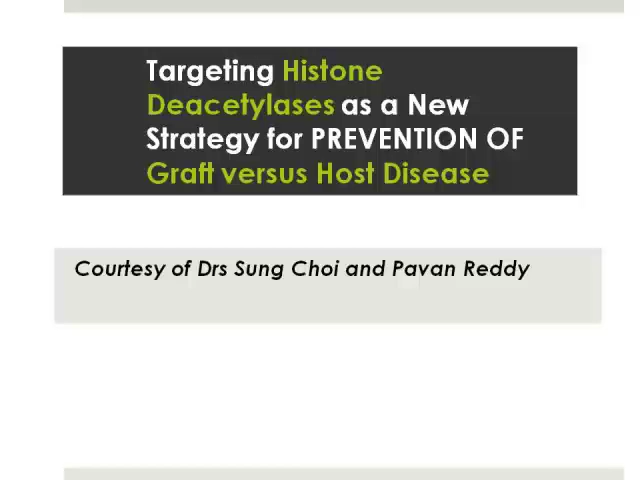 Targeting Histone
Deacetylases as a New
Strategy for PREVENTION OF
Graft versus Host Disease
Courtesy of Drs Sung Choi and Pavan Reddy